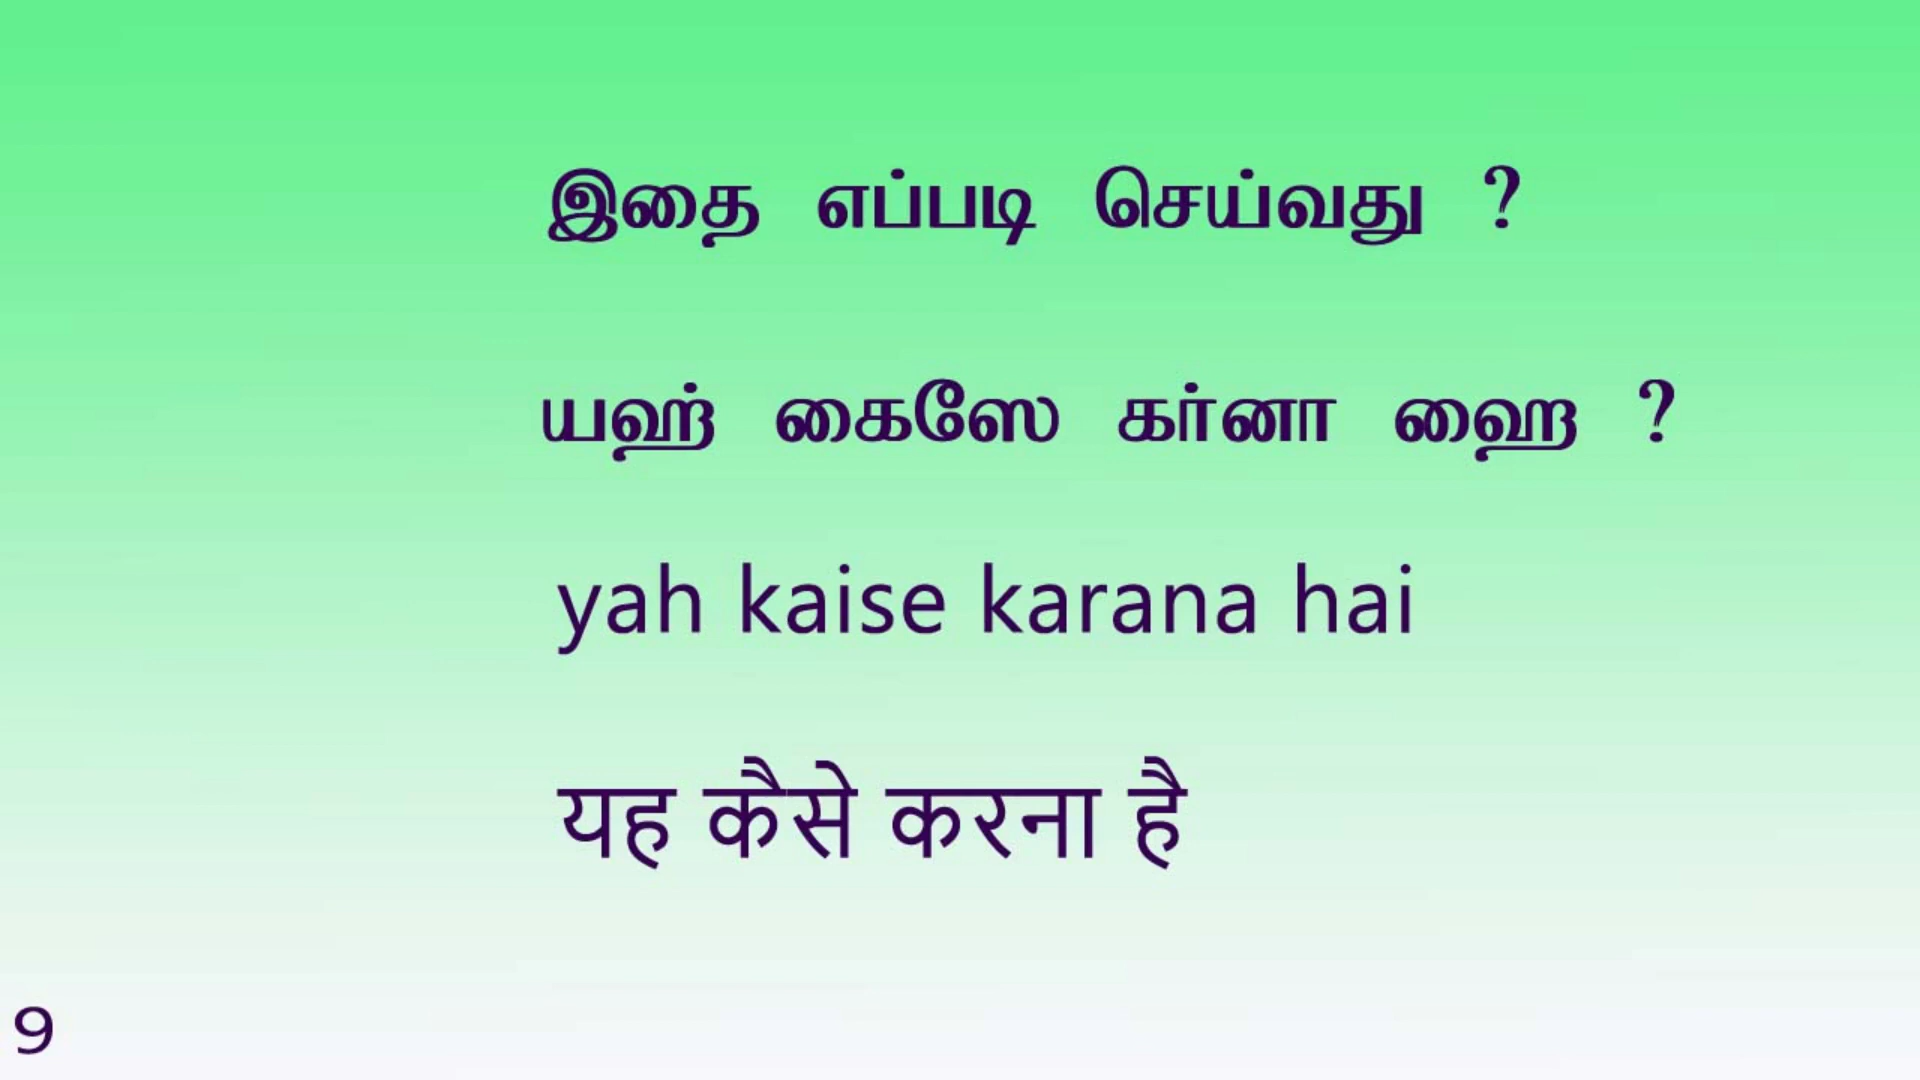 இதை எப்படி செய்வது ?
யஹ் கைஸே கர்னா ஹை ?
yah kaise karana hai
यह कैसे करना है
9